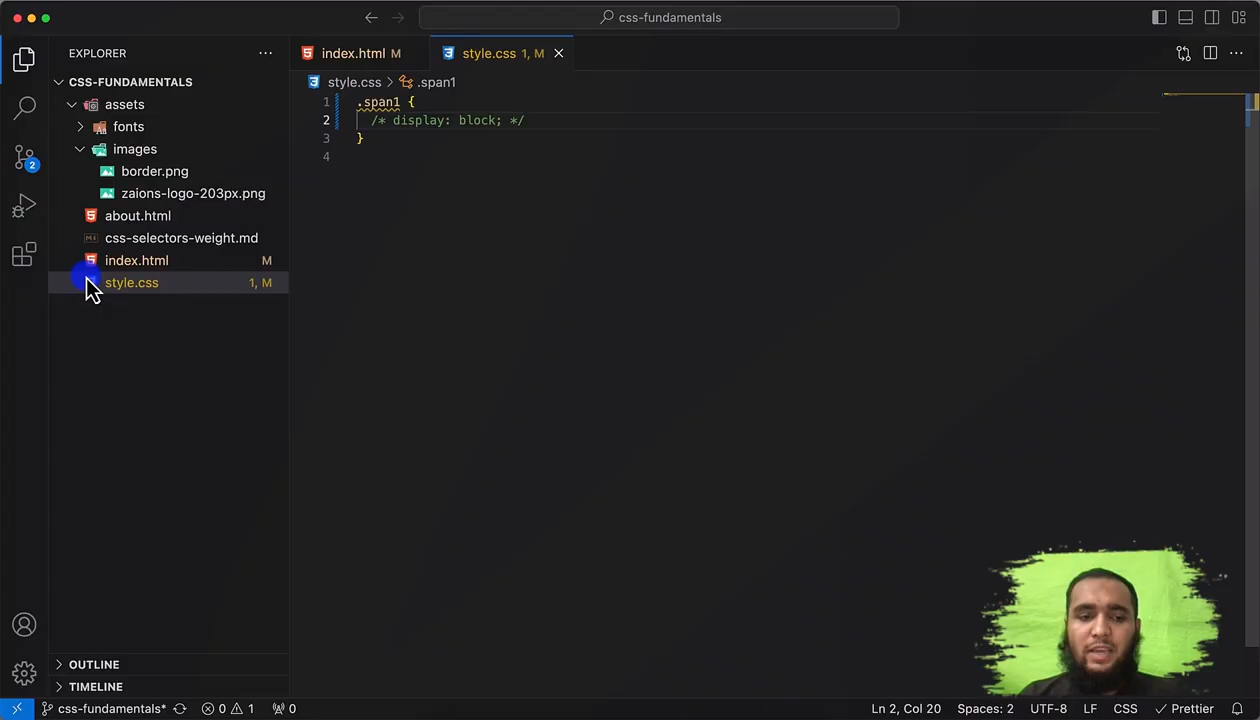 css-fundamentals
EXPLORER
CSS-FUNDAMENTALS
assets
fonts
images
border.png
zaions-logo-203px.png
about.html
css-selectors-weight.md
index.html M
style.css 1, M
OUTLINE
TIMELINE
2
index.html M
style.css 1, M
style.css > .span1
1 .span1 {
2 /* display: block; */
3 }
4
css-fundamentals* 0 1 0
Ln 2, Col 20 Spaces: 2 UTF-8 LF CSS Prettier